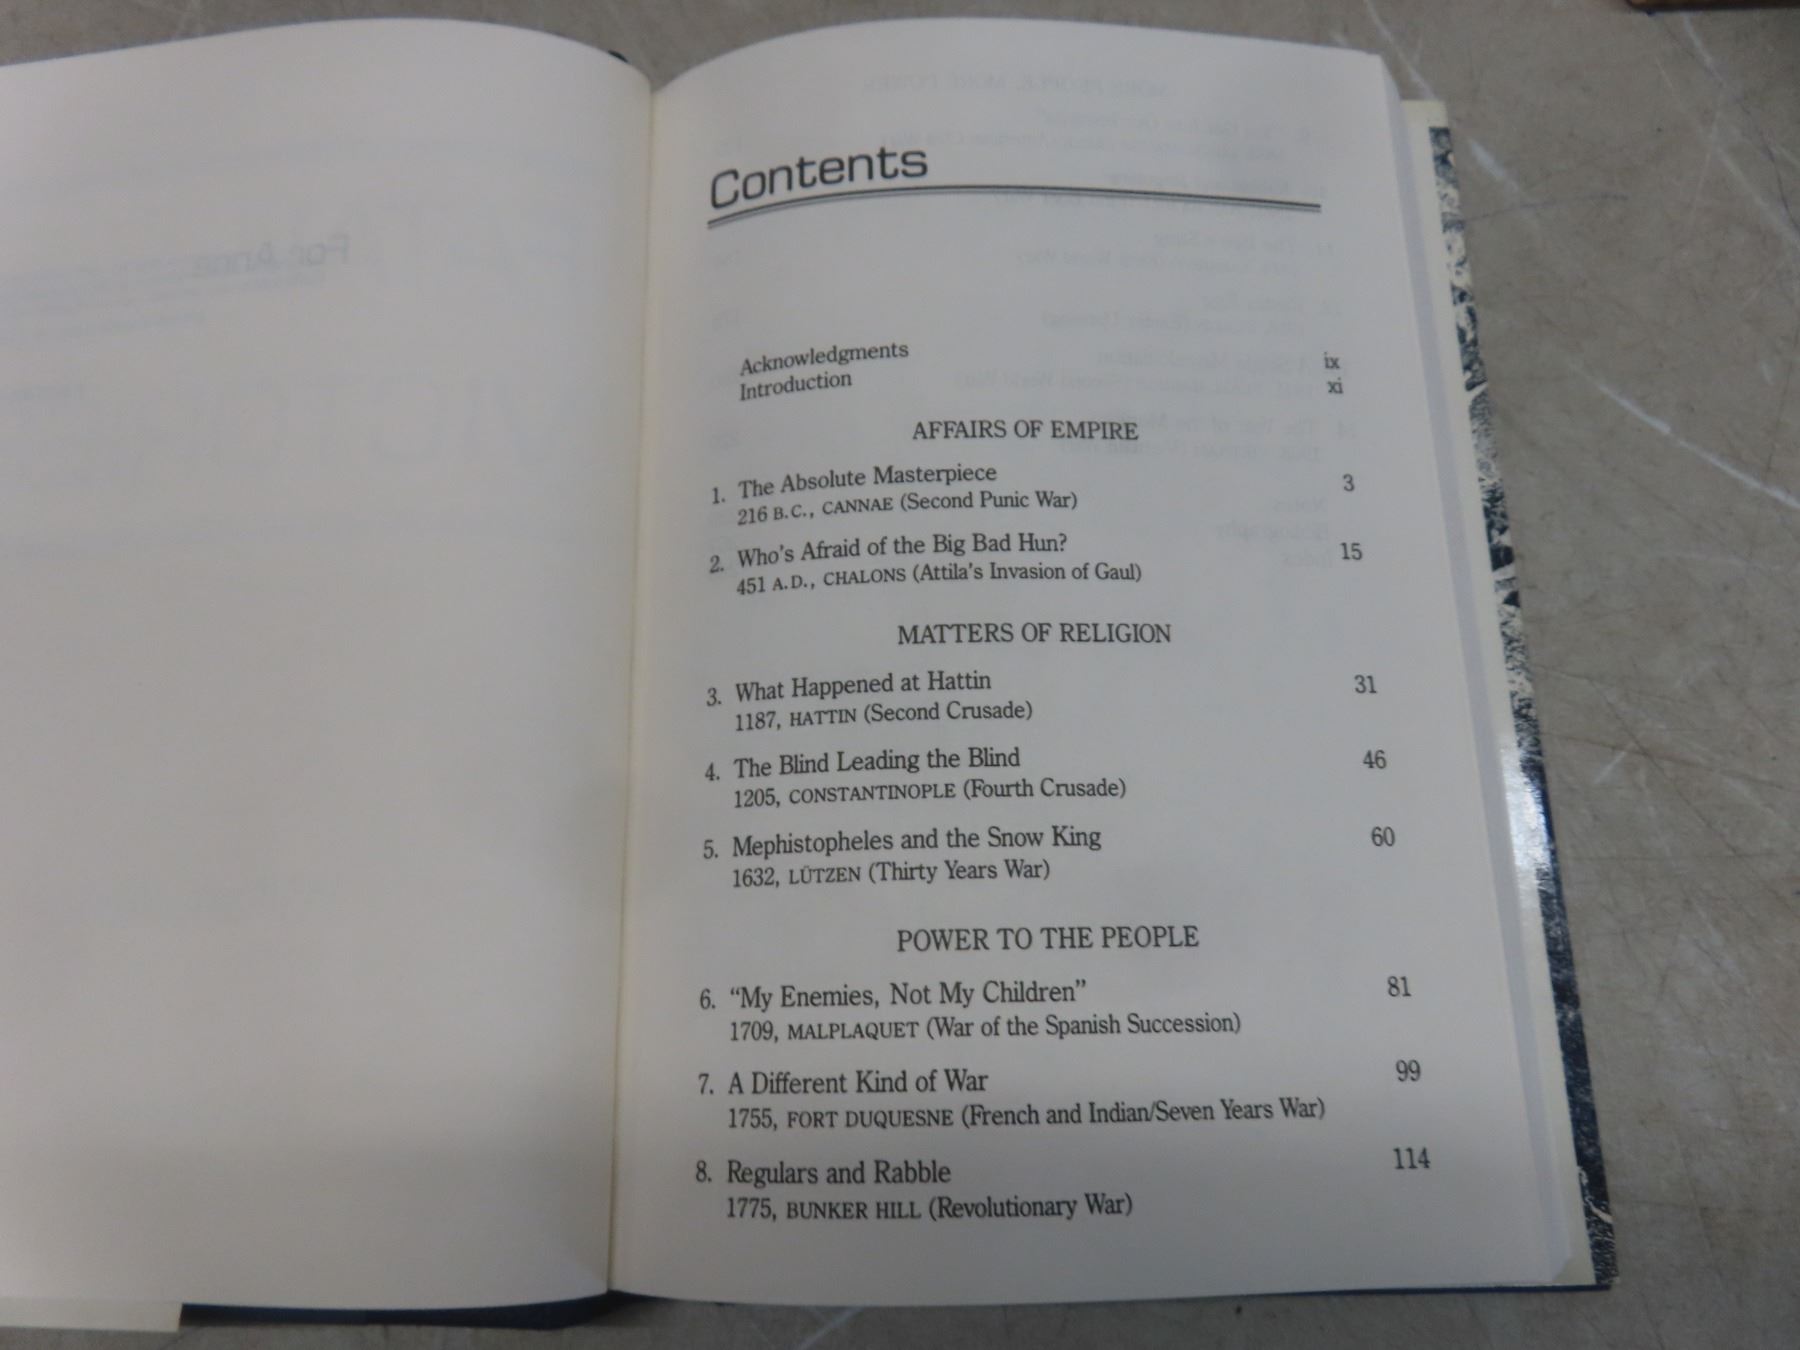 Contents
Acknowledgments ix
Introduction xi
AFFAIRS OF EMPIRE
1. The Absolute Masterpiece 3
216 B.C., CANNAE (Second Punic War)
2. Who's Afraid of the Big Bad Hun? 15
451 A.D., CHALONS (Attila's Invasion of Gaul)
MATTERS OF RELIGION
3. What Happened at Hattin 31
1187, HATTIN (Second Crusade)
4. The Blind Leading the Blind 46
1205, CONSTANTINOPLE (Fourth Crusade)
5. Mephistopheles and the Snow King 60
1632, LÜTZEN (Thirty Years War)
POWER TO THE PEOPLE
6. “My Enemies, Not My Children” 81
1709, MALPLAQUET (War of the Spanish Succession)
7. A Different Kind of War 99
1755, FORT DUQUESNE (French and Indian/Seven Years War)
8. Regulars and Rabble 114
1775, BUNKER HILL (Revolutionary War)